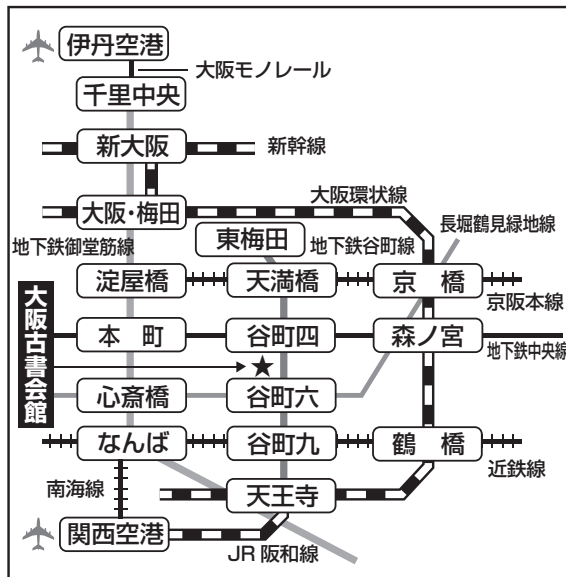 伊丹空港
大阪モノレール
千里中央
新大阪
新幹線
大阪・梅田
大阪環状線
東梅田
地下鉄谷町線
長堀鶴見緑地線
地下鉄御堂筋線
淀屋橋
天満橋
京橋
京阪本線
大阪古書会館
本町
谷町四
森ノ宮
地下鉄中央線
心斎橋
谷町六
なんば
谷町九
鶴橋
近鉄線
南海線
天王寺
関西空港
JR 阪和線